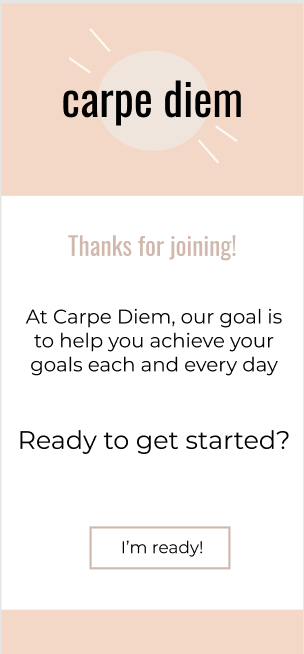 carpe diem
Thanks for joining!
At Carpe Diem, our goal is
to help you achieve your
goals each and every day
Ready to get started?
I’m ready!